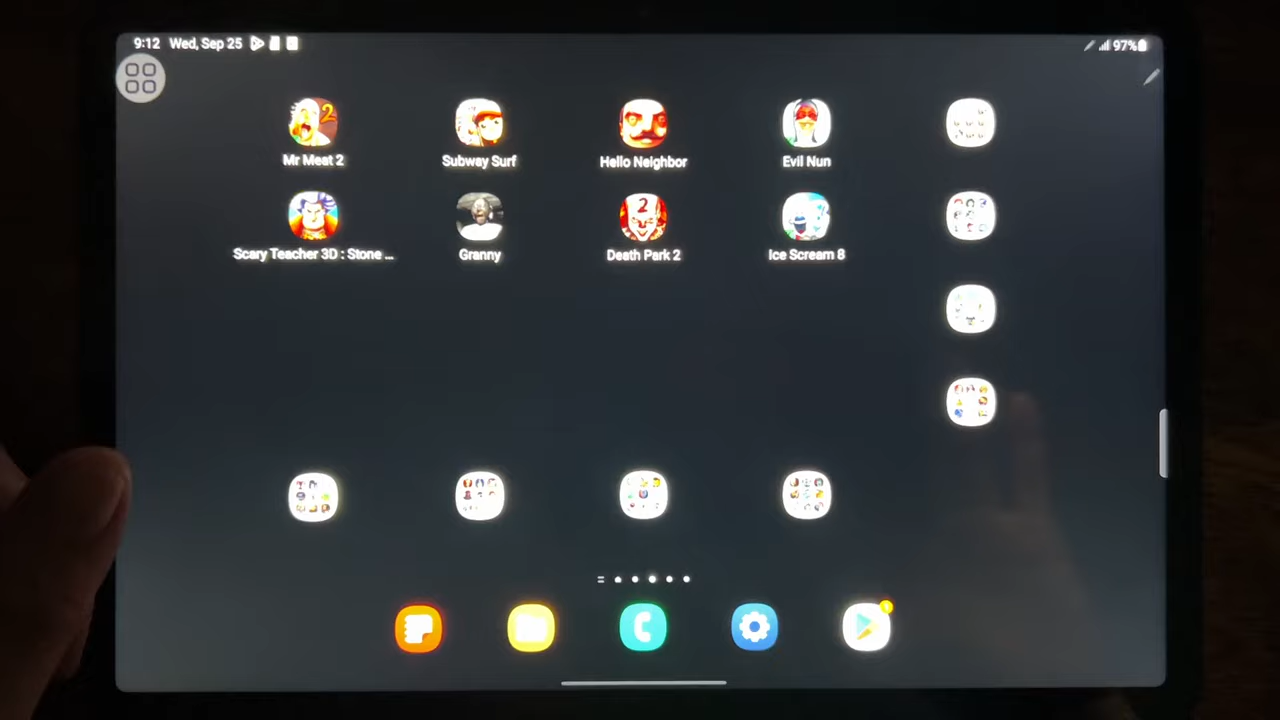 9:12 Wed, Sep 25
97%
Mr Meat 2
Subway Surf
Hello Neighbor
Evil Nun
Scary Teacher 3D : Stone ...
Granny
Death Park 2
Ice Scream 8